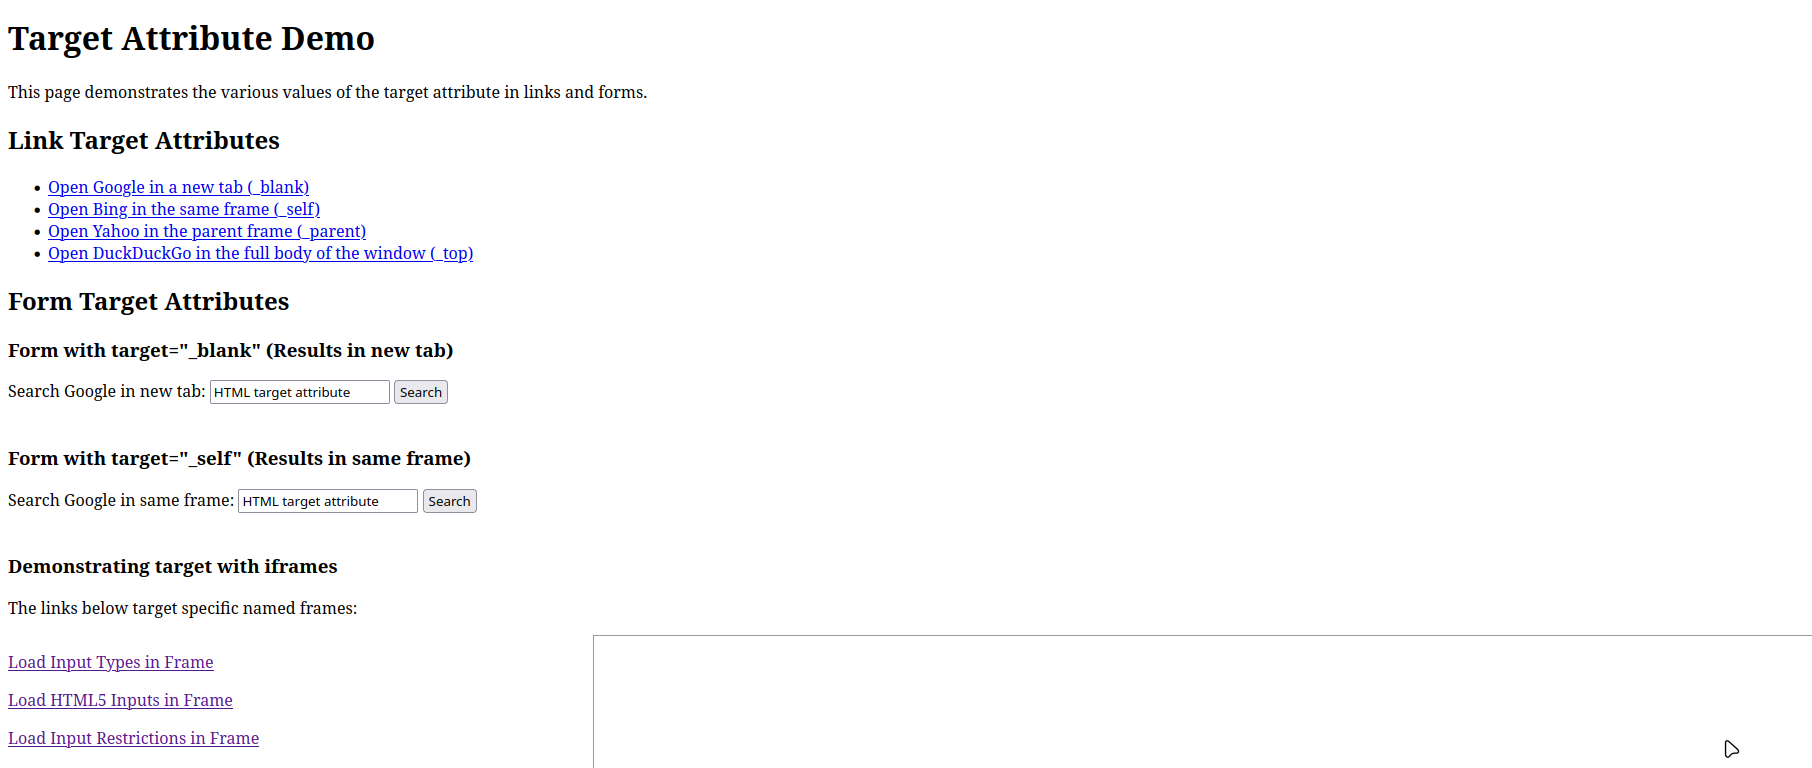 Target Attribute Demo
This page demonstrates the various values of the target attribute in links and forms.
Link Target Attributes
Open Google in a new tab (_blank)
Open Bing in the same frame (_self)
Open Yahoo in the parent frame (_parent)
Open DuckDuckGo in the full body of the window (_top)
Form Target Attributes
Form with target="_blank" (Results in new tab)
Search Google in new tab: HTML target attribute Search
Form with target="_self" (Results in same frame)
Search Google in same frame: HTML target attribute Search
Demonstrating target with iframes
The links below target specific named frames:
Load Input Types in Frame
Load HTML5 Inputs in Frame
Load Input Restrictions in Frame